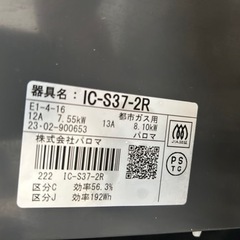 器具名: IC-S37-2R
E1-4-16 都市ガス用
12A 7.55kW 13A 8.10kW
23・02-900653
株式会社パロマ
222 IC-S37-2R
区分C 効率56.3%
区分J 効率192Wh
PS
TG